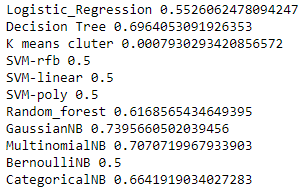 Logistic_Regression 0.5526062478094247
Decision Tree 0.6964053091926353
K means cluter 0.0007930293420856572
SVM-rfb 0.5
SVM-linear 0.5
SVM-poly 0.5
Random_forest 0.6168565434649395
GaussianNB 0.7395660502039456
MultinomialNB 0.7070719967933903
BernoulliNB 0.5
CategoricalNB 0.6641919034027283